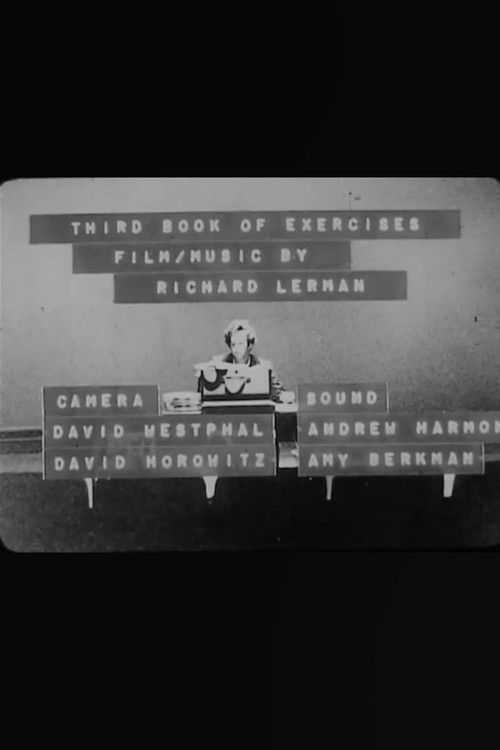 THIRD BOOK OF EXERCISES
FILM/MUSIC BY
RICHARD LERMAN
CAMERA
DAVID WESTPHAL
DAVID HOROWITZ
SOUND
ANDREW HARMON
AMY BERKMAN